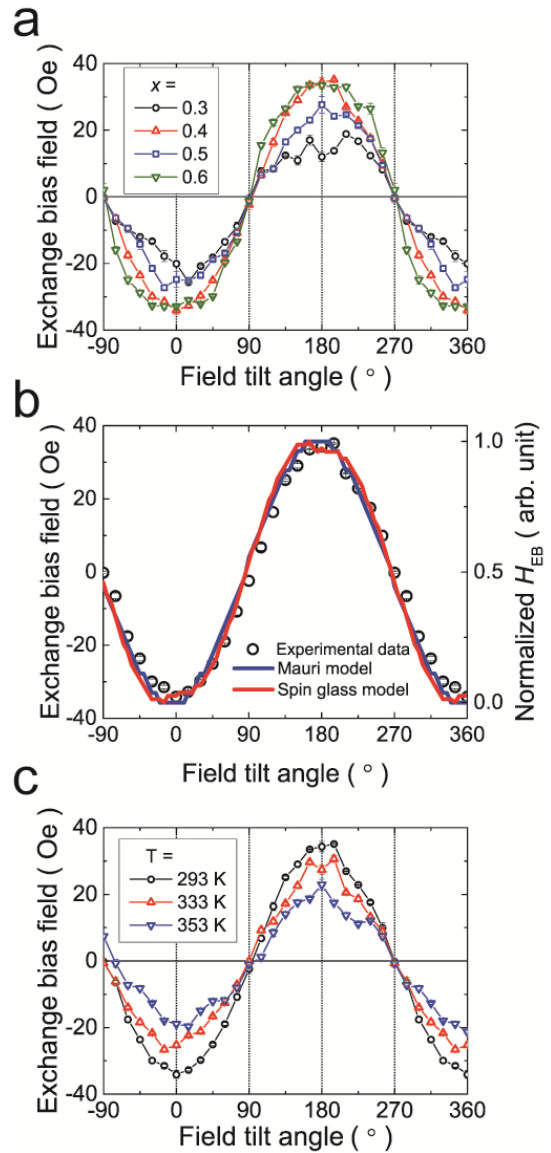 a
40
20
0
-20
-40
Exchange bias field ( Oe )
x =
0.3
0.4
0.5
0.6
-90 0 90 180 270 360
Field tilt angle ( ° )
b
40
30
20
10
0
-10
-20
-30
-40
Exchange bias field ( Oe )
1.0
0.5
0.0
Normalized HEB ( arb. unit )
Experimental data
Mauri model
Spin glass model
-90 0 90 180 270 360
Field tilt angle ( ° )
c
40
20
0
-20
-40
Exchange bias field ( Oe )
T =
293 K
333 K
353 K
-90 0 90 180 270 360
Field tilt angle ( ° )